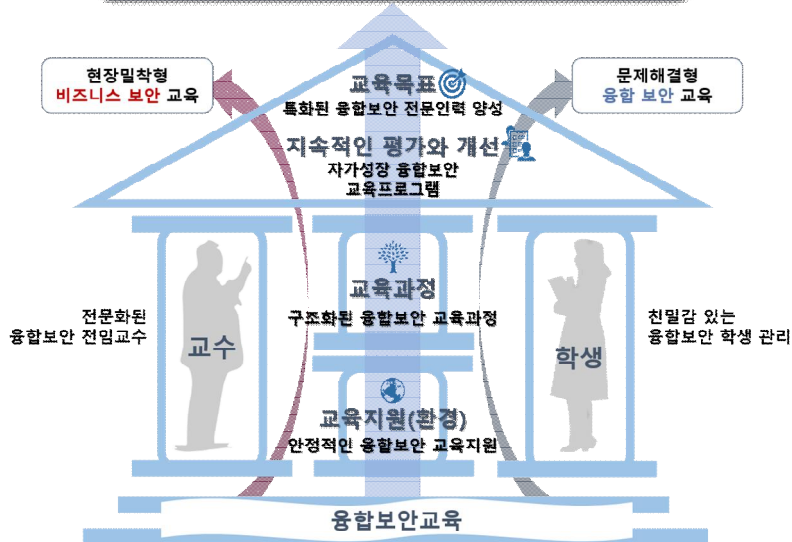 현장밀착형
비즈니스 보안 교육
문제해결형
융합 보안 교육
교육목표
특화된 융합보안 전문인력 양성
지속적인 평가와 개선
자가성장 융합보안
교육프로그램
교육과정
구조화된 융합보안 교육과정
전문화된
융합보안 전임교수
교수
친밀감 있는
융합보안 학생 관리
학생
교육지원(환경)
안정적인 융합보안 교육지원
융합보안교육